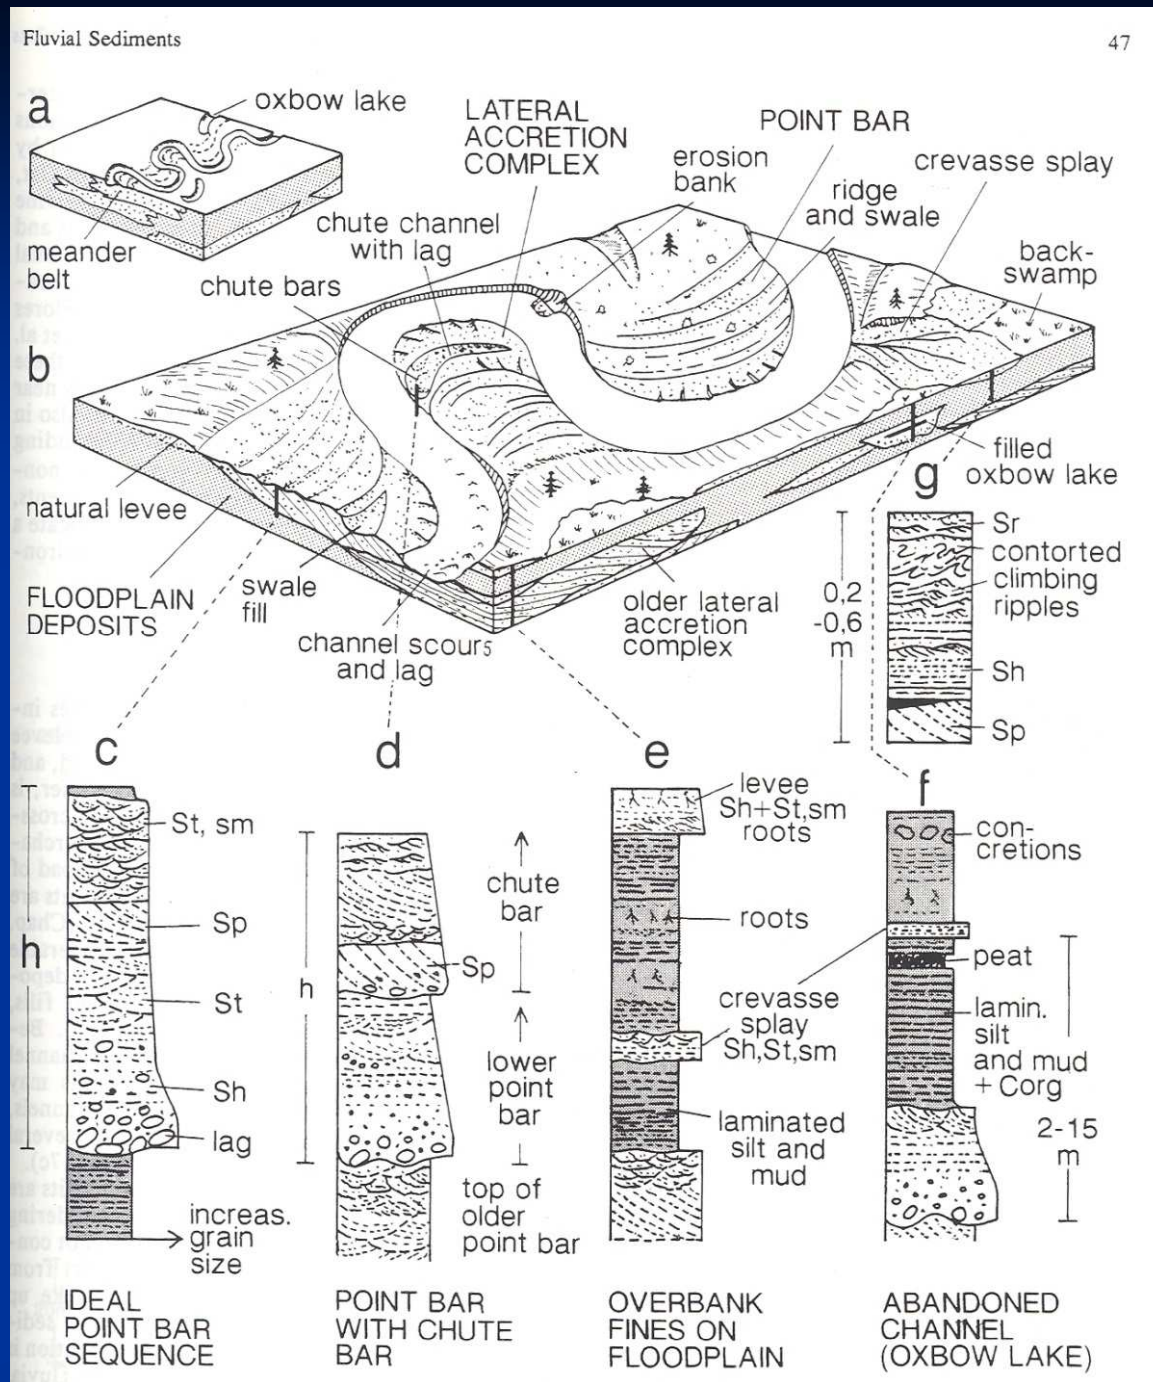 Fluvial Sediments
47
a
oxbow lake
meander
belt
LATERAL
ACCRETION
COMPLEX
POINT BAR
erosion
bank
crevasse splay
ridge
and swale
chute channel
with lag
back-
swamp
chute bars
b
natural levee
FLOODPLAIN
DEPOSITS
swale
fill
channel scours
and lag
older lateral
accretion
complex
filled
oxbow lake
g
Sr
contorted
climbing
ripples
0,2
-0,6
m
Sh
Sp
c
h
St, sm
Sp
St
Sh
lag
increas.
grain
size
IDEAL
POINT BAR
SEQUENCE
d
h
chute
bar
Sp
lower
point
bar
top of
older
point bar
POINT BAR
WITH CHUTE
BAR
e
levee
Sh+St,sm
roots
roots
crevasse
splay
Sh,St,sm
laminated
silt and
mud
OVERBANK
FINES ON
FLOODPLAIN
f
con-
cretions
peat
lamin.
silt
and mud
+ Corg
2-15
m
ABANDONED
CHANNEL
(OXBOW LAKE)